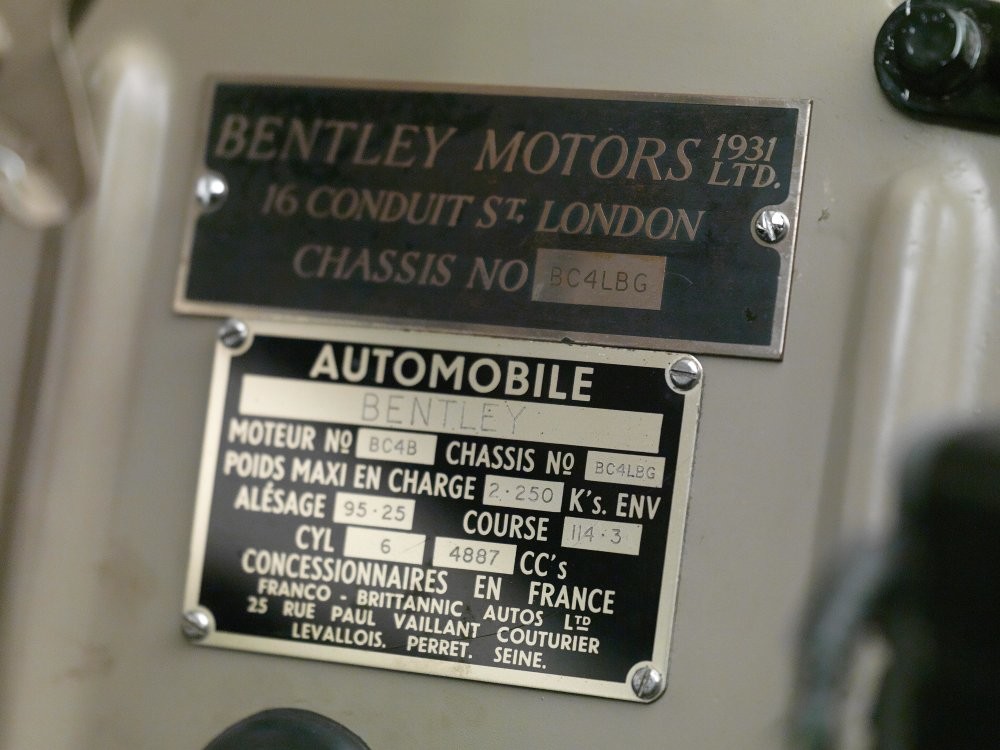 BENTLEY MOTORS 1931 LTD.
16 CONDUIT ST. LONDON
CHASSIS NO BC4LBG
AUTOMOBILE
BENTLEY
MOTEUR Nº BC4B CHASSIS Nº BC4LBG
POIDS MAXI EN CHARGE 2·250 K's. ENV
ALÉSAGE 95·25 COURSE 114·3
CYL 6 4887 CC's
CONCESSIONNAIRES EN FRANCE
FRANCO - BRITTANNIC AUTOS LTD
25 RUE PAUL VAILLANT COUTURIER
LEVALLOIS. PERRET. SEINE.